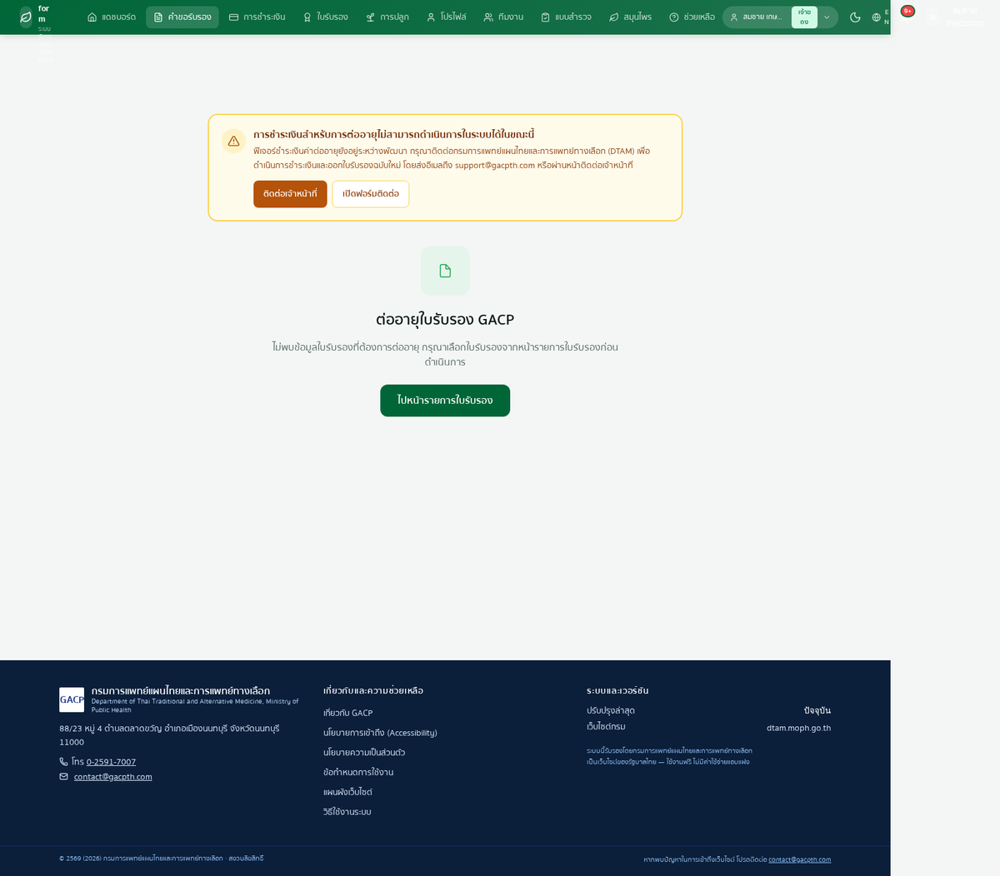 for
m
ระบบ
แดชบอร์ด
คำขอรับรอง
การชำระเงิน
ใบรับรอง
การปลูก
โปรไฟล์
ทีมงาน
แบบสำรวจ
สมุนไพร
ช่วยเหลือ
สมชาย เกษ...
เจ้าข
อง
E
N
9+
การชำระเงินสำหรับการต่ออายุไม่สามารถดำเนินการในระบบได้ในขณะนี้
ฟีเจอร์ชำระเงินค่าต่ออายุยังอยู่ระหว่างพัฒนา กรุณาติดต่อกรมการแพทย์แผนไทยและการแพทย์ทางเลือก (DTAM) เพื่อ
ดำเนินการชำระเงินและออกใบรับรองฉบับใหม่ โดยส่งอีเมลถึง support@gacpth.com หรือผ่านหน้าติดต่อเจ้าหน้าที่
ติดต่อเจ้าหน้าที่
เปิดฟอร์มติดต่อ
ต่ออายุใบรับรอง GACP
ไม่พบข้อมูลใบรับรองที่ต้องการต่ออายุ กรุณาเลือกใบรับรองจากหน้ารายการใบรับรองก่อน
ดำเนินการ
ไปหน้ารายการใบรับรอง
GACP
กรมการแพทย์แผนไทยและการแพทย์ทางเลือก
Department of Thai Traditional and Alternative Medicine, Ministry of
Public Health
88/23 หมู่ 4 ตำบลตลาดขวัญ อำเภอเมืองนนทบุรี จังหวัดนนทบุรี
11000
โทร 0-2591-7007
contact@gacpth.com
เกี่ยวกับและความช่วยเหลือ
เกี่ยวกับ GACP
นโยบายการเข้าถึง (Accessibility)
นโยบายความเป็นส่วนตัว
ข้อกำหนดการใช้งาน
แผนผังเว็บไซต์
วิธีใช้งานระบบ
ระบบและเวอร์ชัน
ปรับปรุงล่าสุด
ปัจจุบัน
เว็บไซต์กรม
dtam.moph.go.th
ระบบนี้รับรองโดยกรมการแพทย์แผนไทยและการแพทย์ทางเลือก
เป็นเว็บไซต์ของรัฐบาลไทย — ใช้งานฟรี ไม่มีค่าใช้จ่ายแอบแฝง
© 2569 (2026) กรมการแพทย์แผนไทยและการแพทย์ทางเลือก · สงวนลิขสิทธิ์
หากพบปัญหาในการเข้าถึงเว็บไซต์ โปรดติดต่อ contact@gacpth.com